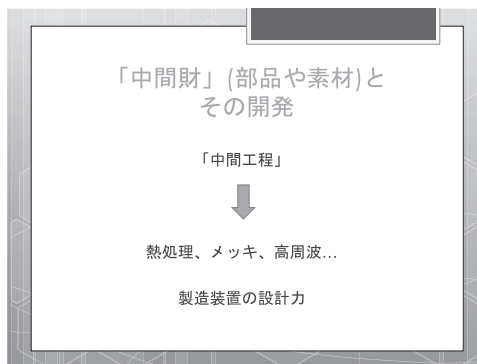 「中間財」(部品や素材)と
その開発
「中間工程」
熱処理、メッキ、高周波…
製造装置の設計力